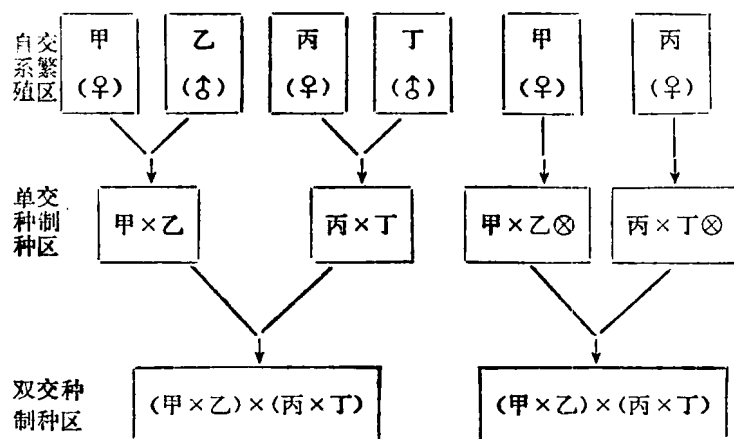 自交
系繁
殖区
甲
(♀)
乙
(♂)
丙
(♀)
丁
(♂)
甲
(♀)
丙
(♀)
单交
种制
种区
甲×乙
丙×丁
甲×乙⊗
丙×丁⊗
双交种
制种区
(甲×乙)×(丙×丁)
(甲×乙)×(丙×丁)